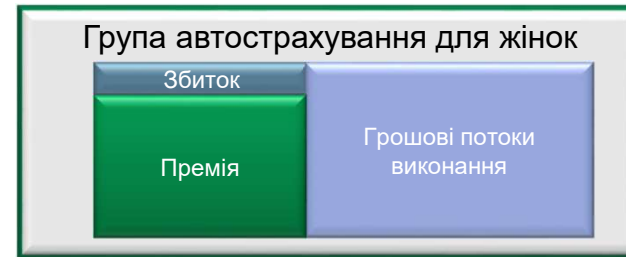 Група автострахування для жінок
Збиток
Премія
Грошові потоки
виконання